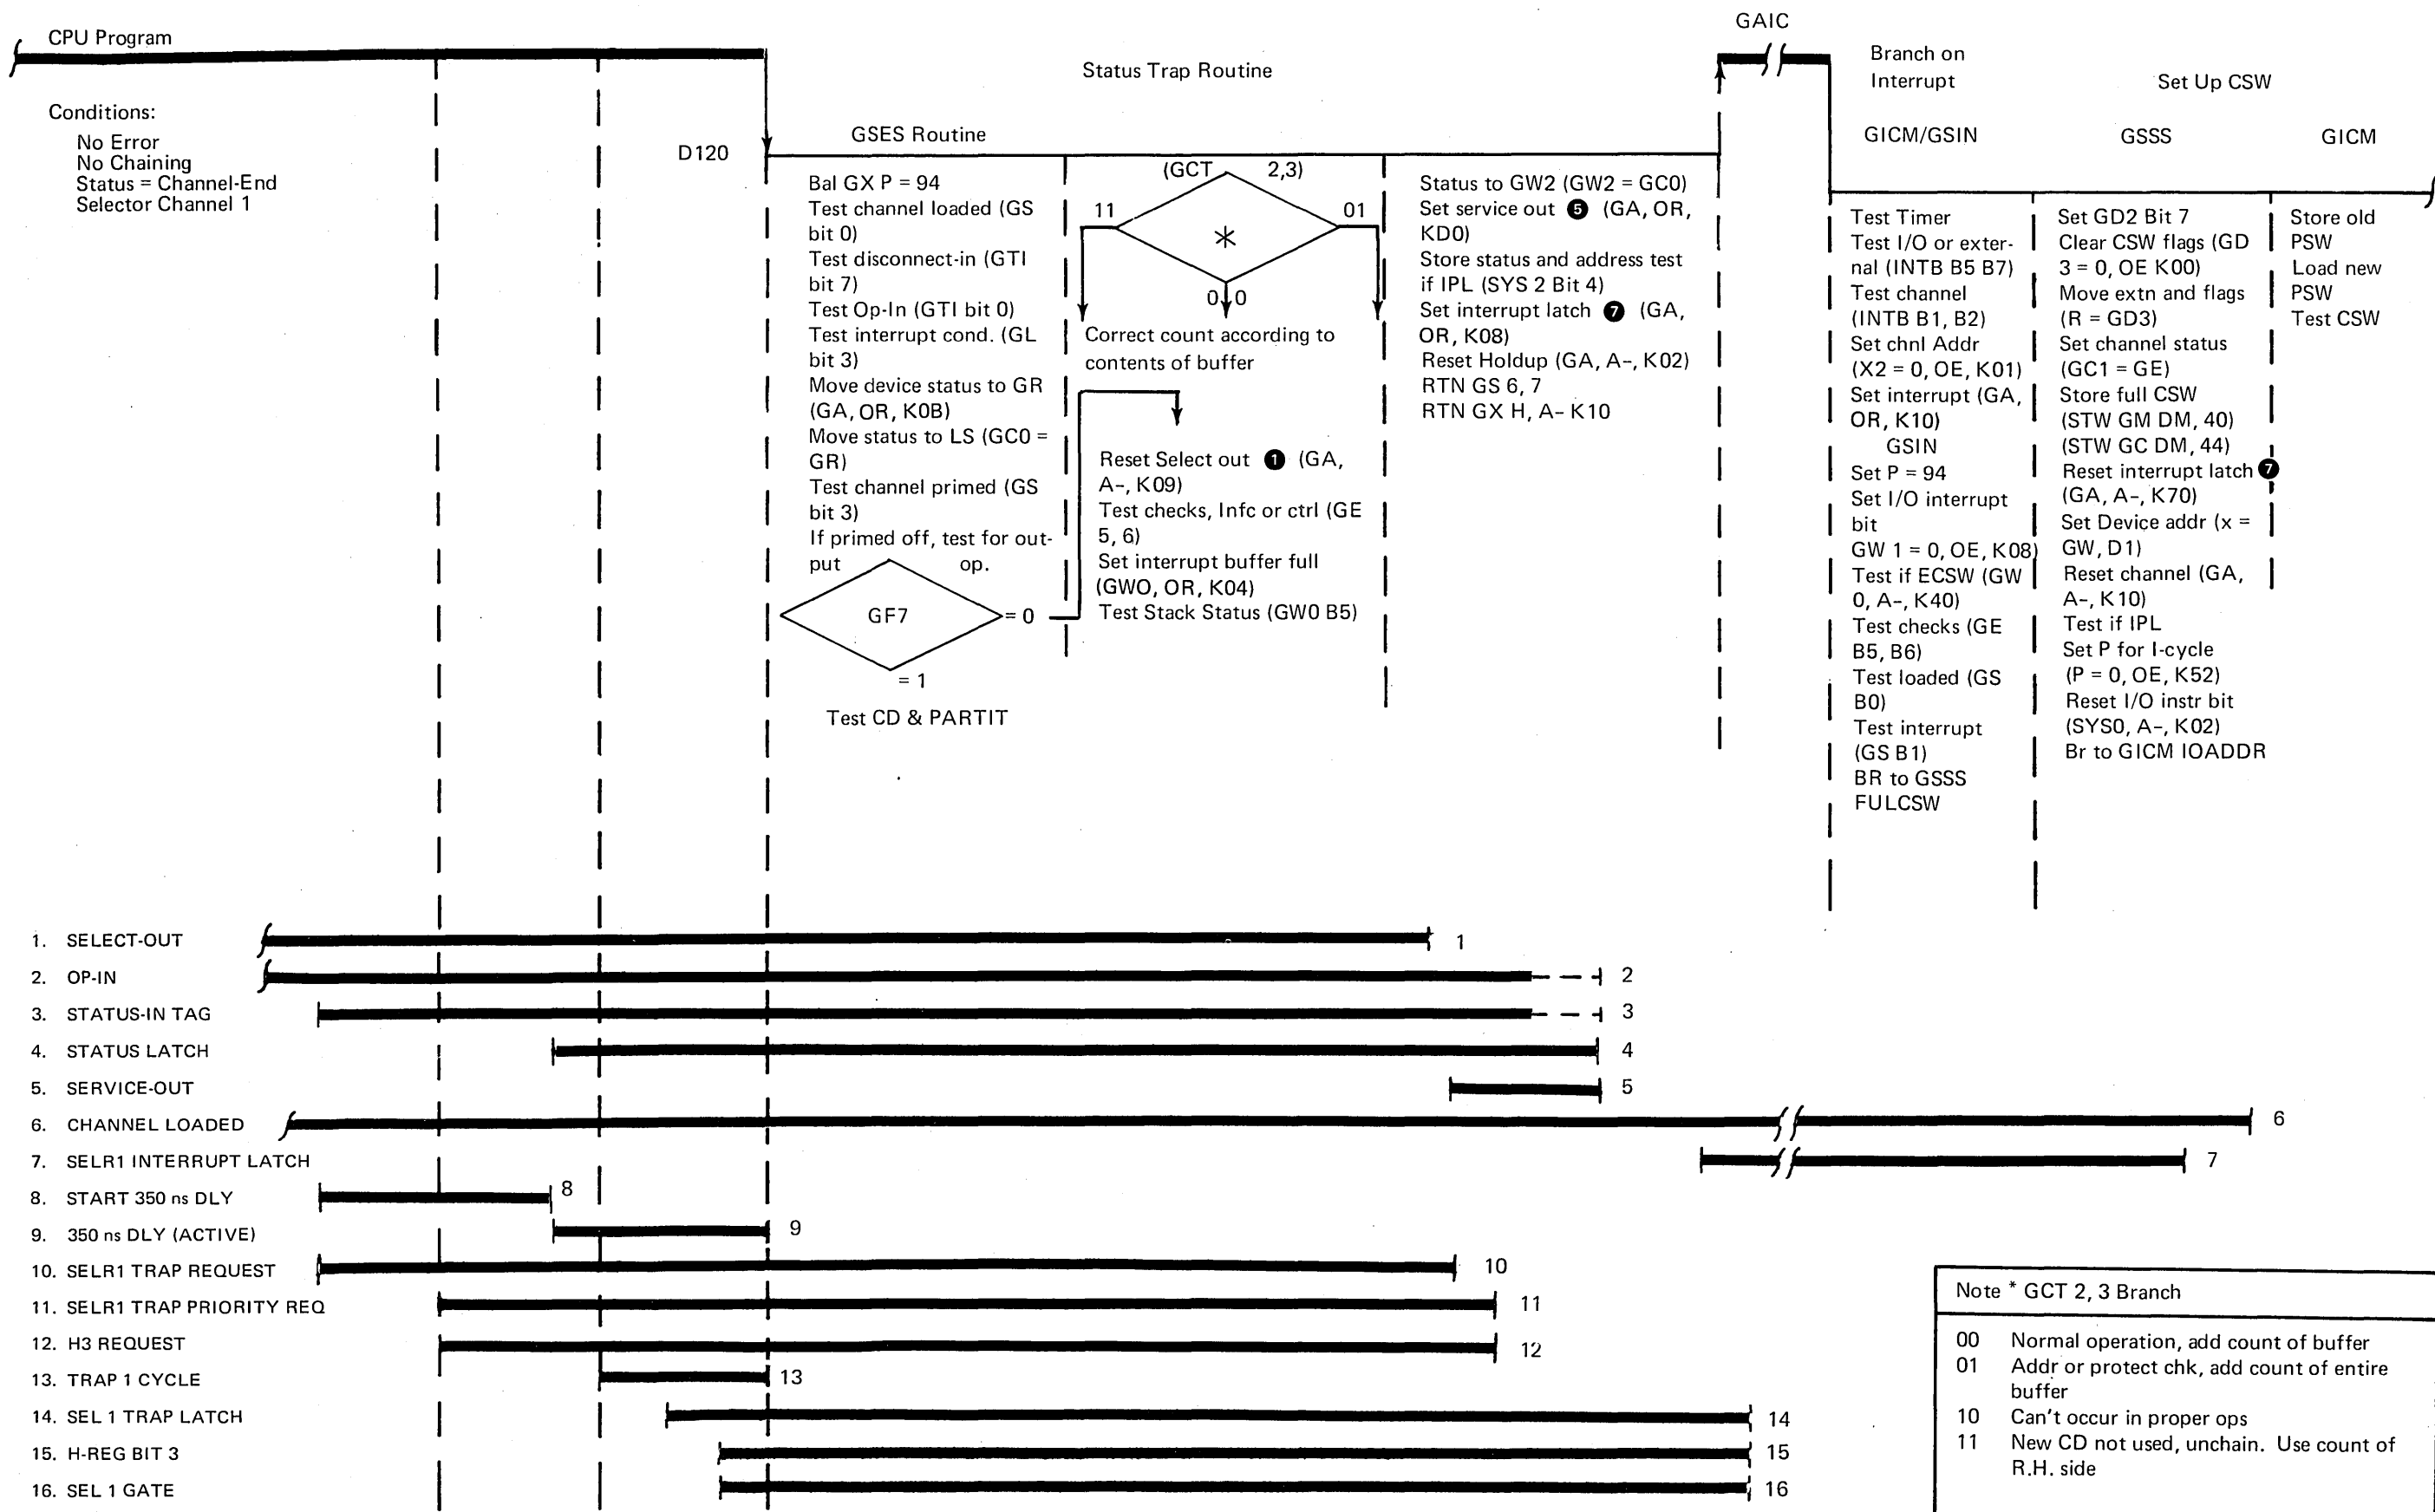 CPU Program
Conditions:
No Error
No Chaining
Status = Channel-End
Selector Channel 1
D120
Status Trap Routine
GSES Routine
Bal GX P = 94
Test channel loaded (GS
bit 0)
Test disconnect-in (GTI
bit 7)
Test Op-In (GTI bit 0)
Test interrupt cond. (GL
bit 3)
Move device status to GR
(GA, OR, K0B)
Move status to LS (GC0 =
GR)
Test channel primed (GS
bit 3)
If primed off, test for out-
put op.
GF7
= 0
= 1
Test CD & PARTIT
(GCT 2,3)
11
01
*
0 0
Correct count according to
contents of buffer
Reset Select out 1 (GA,
A-, K09)
Test checks, Infc or ctrl (GE
5, 6)
Set interrupt buffer full
(GWO, OR, K04)
Test Stack Status (GW0 B5)
Status to GW2 (GW2 = GC0)
Set service out 5 (GA, OR,
KD0)
Store status and address test
if IPL (SYS 2 Bit 4)
Set interrupt latch 7 (GA,
OR, K08)
Reset Holdup (GA, A-, K02)
RTN GS 6, 7
RTN GX H, A- K10
GAIC
Branch on
Interrupt
GICM/GSIN
Test Timer
Test I/O or exter-
nal (INTB B5 B7)
Test channel
(INTB B1, B2)
Set chnl Addr
(X2 = 0, OE, K01)
Set interrupt (GA,
OR, K10)
GSIN
Set P = 94
Set I/O interrupt
bit
GW 1 = 0, OE, K08)
Test if ECSW (GW
0, A-, K40)
Test checks (GE
B5, B6)
Test loaded (GS
B0)
Test interrupt
(GS B1)
BR to GSSS
FULCSW
Set Up CSW
GSSS
Set GD2 Bit 7
Clear CSW flags (GD
3 = 0, OE K00)
Move extn and flags
(R = GD3)
Set channel status
(GC1 = GE)
Store full CSW
(STW GM DM, 40)
(STW GC DM, 44)
Reset interrupt latch 7
(GA, A-, K70)
Set Device addr (x =
GW, D1)
Reset channel (GA,
A-, K10)
Test if IPL
Set P for I-cycle
(P = 0, OE, K52)
Reset I/O instr bit
(SYS0, A-, K02)
Br to GICM IOADDR
GICM
Store old
PSW
Load new
PSW
Test CSW
1. SELECT-OUT 1
2. OP-IN 2
3. STATUS-IN TAG 3
4. STATUS LATCH 4
5. SERVICE-OUT 5
6. CHANNEL LOADED 6
7. SELR1 INTERRUPT LATCH 7
8. START 350 ns DLY 8
9. 350 ns DLY (ACTIVE) 9
10. SELR1 TRAP REQUEST 10
11. SELR1 TRAP PRIORITY REQ 11
12. H3 REQUEST 12
13. TRAP 1 CYCLE 13
14. SEL 1 TRAP LATCH 14
15. H-REG BIT 3 15
16. SEL 1 GATE 16
Note * GCT 2, 3 Branch
00 Normal operation, add count of buffer
01 Addr or protect chk, add count of entire
buffer
10 Can't occur in proper ops
11 New CD not used, unchain. Use count of
R.H. side